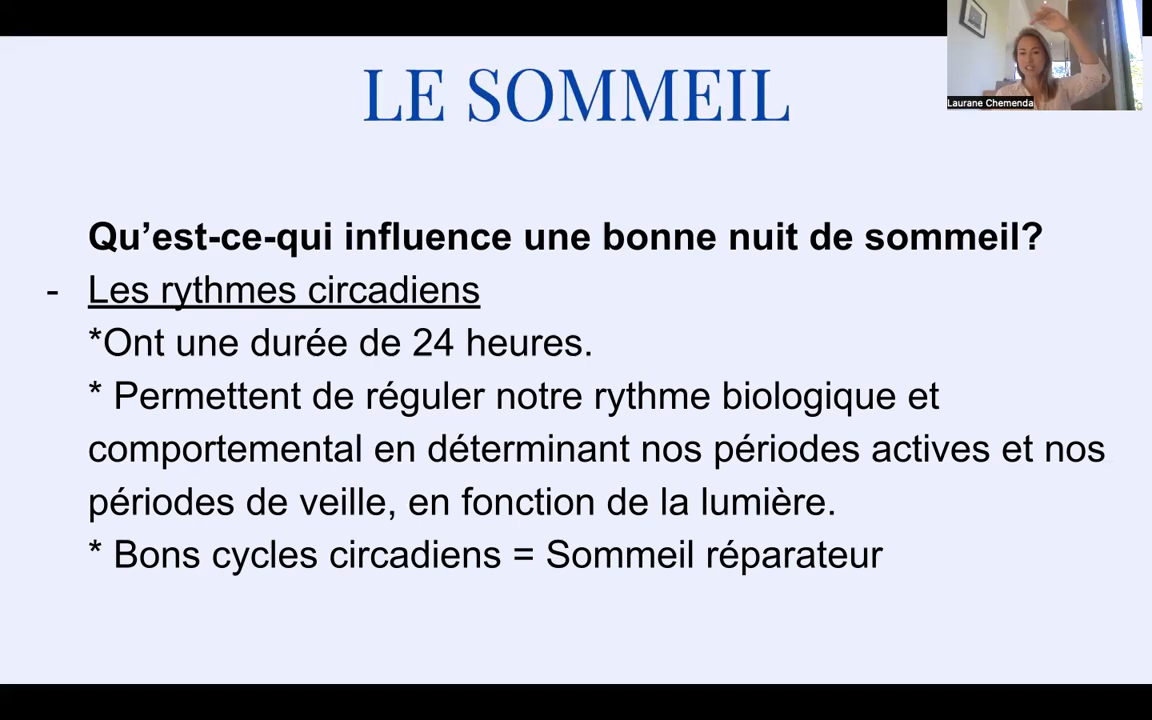 LE SOMMEIL
Laurane Chemenda
Qu’est-ce-qui influence une bonne nuit de sommeil?
- Les rythmes circadiens
*Ont une durée de 24 heures.
* Permettent de réguler notre rythme biologique et
comportemental en déterminant nos périodes actives et nos
périodes de veille, en fonction de la lumière.
* Bons cycles circadiens = Sommeil réparateur